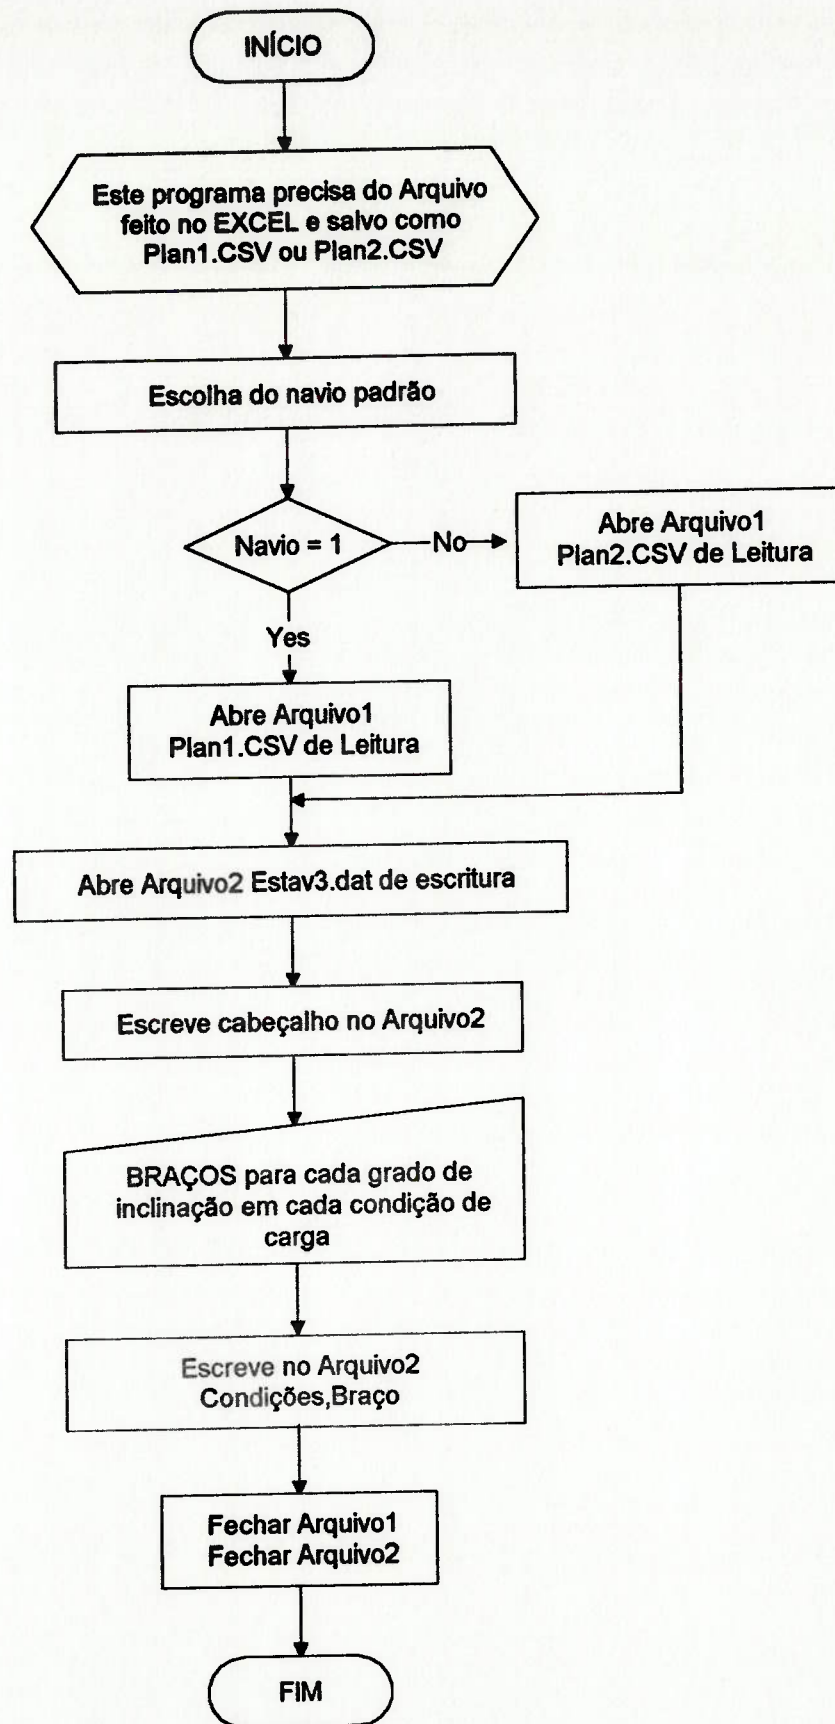 INÍCIO
Este programa precisa do Arquivo
feito no EXCEL e salvo como
Plan1.CSV ou Plan2.CSV
Escolha do navio padrão
Navio = 1
No
Abre Arquivo1
Plan2.CSV de Leitura
Yes
Abre Arquivo1
Plan1.CSV de Leitura
Abre Arquivo2 Estav3.dat de escritura
Escreve cabeçalho no Arquivo2
BRAÇOS para cada grado de
inclinação em cada condição de
carga
Escreve no Arquivo2
Condições,Braço
Fechar Arquivo1
Fechar Arquivo2
FIM